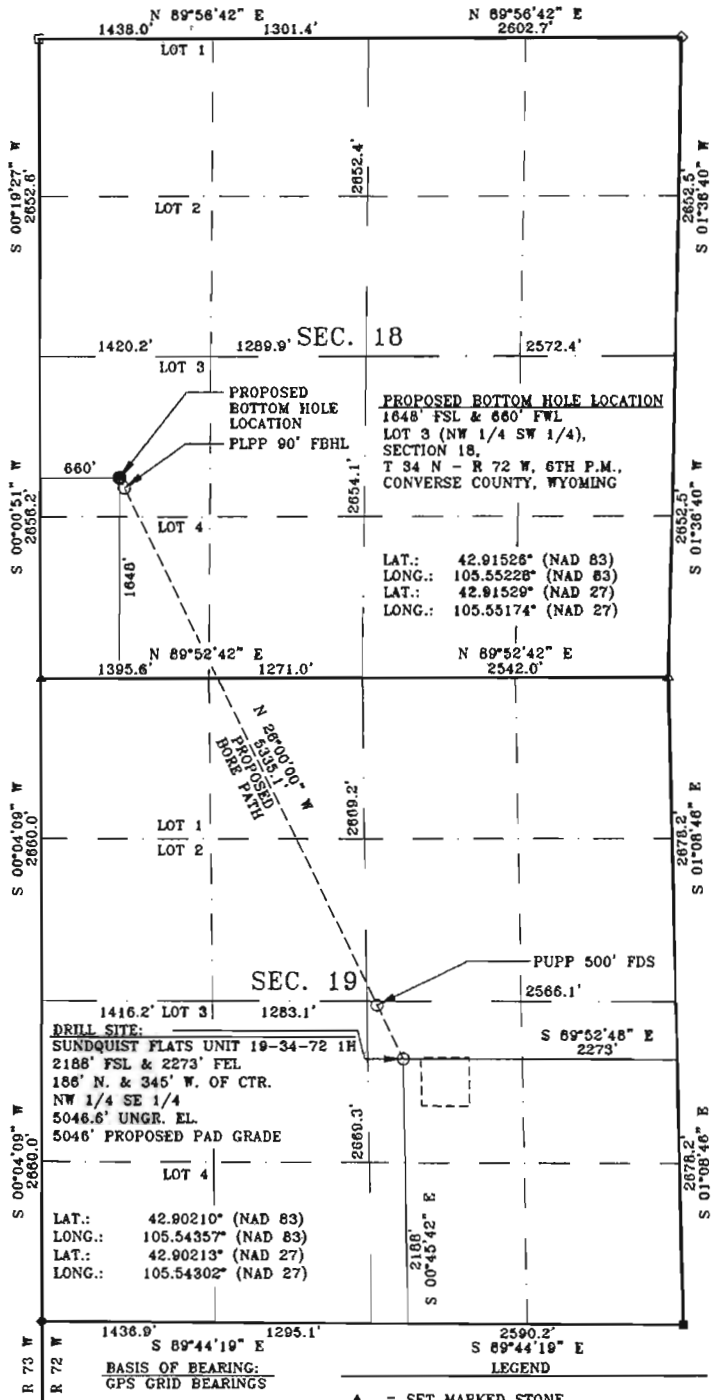 N 89°56'42" E
1438.0' 1301.4'
N 89°56'42" E
2602.7'
LOT 1
S 00°19'27" W
2652.6'
2652.4'
2652.5'
S 01°36'40" W
LOT 2
SEC. 18
1420.2' 1289.9' 2572.4'
LOT 3
PROPOSED
BOTTOM HOLE
LOCATION
PLPP 90' FBHL
PROPOSED BOTTOM HOLE LOCATION
1648' FSL & 660' FWL
LOT 3 (NW 1/4 SW 1/4),
SECTION 18,
T 34 N - R 72 W, 6TH P.M.,
CONVERSE COUNTY, WYOMING
660'
S 00°00'51" W
2656.2'
2654.1'
2652.5'
S 01°36'40" W
LOT 4
1648'
LAT.: 42.91526° (NAD 83)
LONG.: 105.55228° (NAD 83)
LAT.: 42.91529° (NAD 27)
LONG.: 105.55174° (NAD 27)
N 89°52'42" E
1395.6' 1271.0'
N 89°52'42" E
2542.0'
N 26°00'00" W
5335.1'
PROPOSED
BORE PATH
S 00°04'09" W
2669.2'
2678.2'
S 01°08'46" E
LOT 1
LOT 2
PUPP 500' FDS
SEC. 19
1416.2' LOT 3 1283.1' 2566.1'
DRILL SITE:
SUNDQUIST FLATS UNIT 19-34-72 1H
2188' FSL & 2273' FEL
186' N. & 345' W. OF CTR.
NW 1/4 SE 1/4
5046.6' UNGR. EL.
5046' PROPOSED PAD GRADE
S 89°52'48" E
2273'
S 00°04'09" W
2669.3'
2678.2'
S 01°08'46" E
LOT 4
2188'
S 00°45'42" E
LAT.: 42.90210° (NAD 83)
LONG.: 105.54357° (NAD 83)
LAT.: 42.90213° (NAD 27)
LONG.: 105.54302° (NAD 27)
1436.9' 1295.1'
S 89°44'19" E
2590.2'
S 89°44'19" E
R 73 W
R 72 W
BASIS OF BEARING:
GPS GRID BEARINGS
LEGEND
▲ = SET MARKED STONE